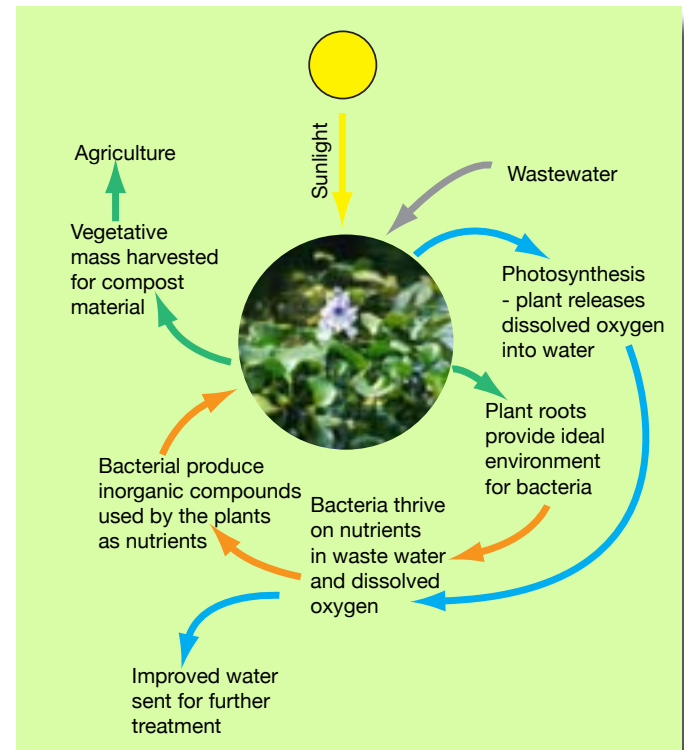 Sunlight
Agriculture
Wastewater
Vegetative
mass harvested
for compost
material
Photosynthesis
- plant releases
dissolved oxygen
into water
Plant roots
provide ideal
environment
for bacteria
Bacterial produce
inorganic compounds
used by the plants
as nutrients
Bacteria thrive
on nutrients
in waste water
and dissolved
oxygen
Improved water
sent for further
treatment